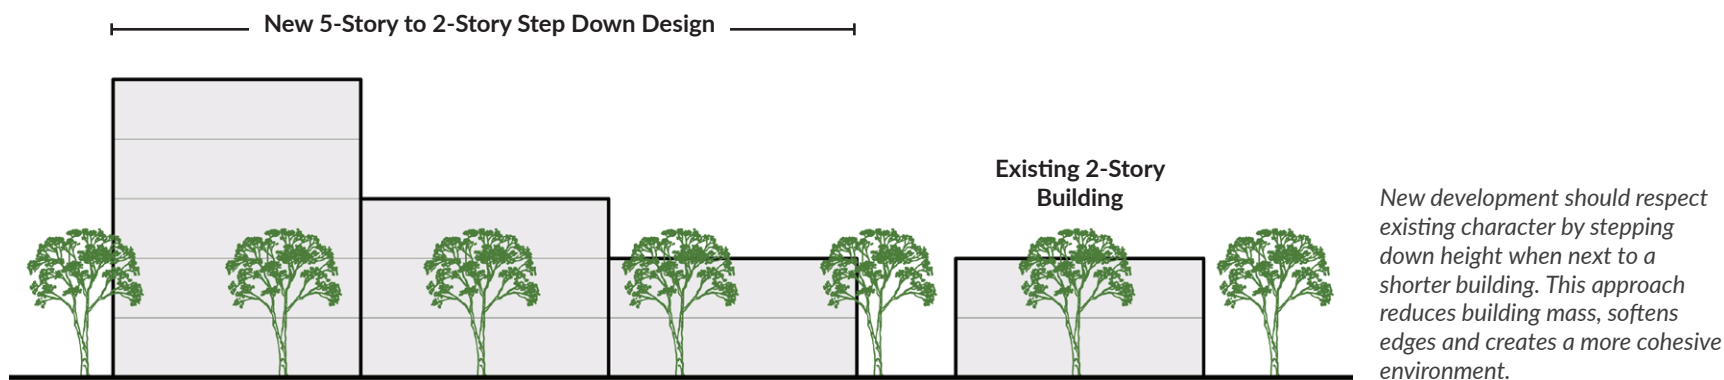 New 5-Story to 2-Story Step Down Design
Existing 2-Story
Building
New development should respect
existing character by stepping
down height when next to a
shorter building. This approach
reduces building mass, softens
edges and creates a more cohesive
environment.